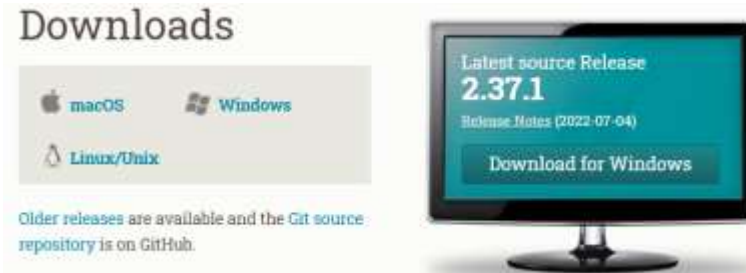 Downloads
macOS
Windows
Linux/Unix
Older releases are available and the Git source
repository is on GitHub.
Latest source Release
2.37.1
Release Notes (2022-07-04)
Download for Windows